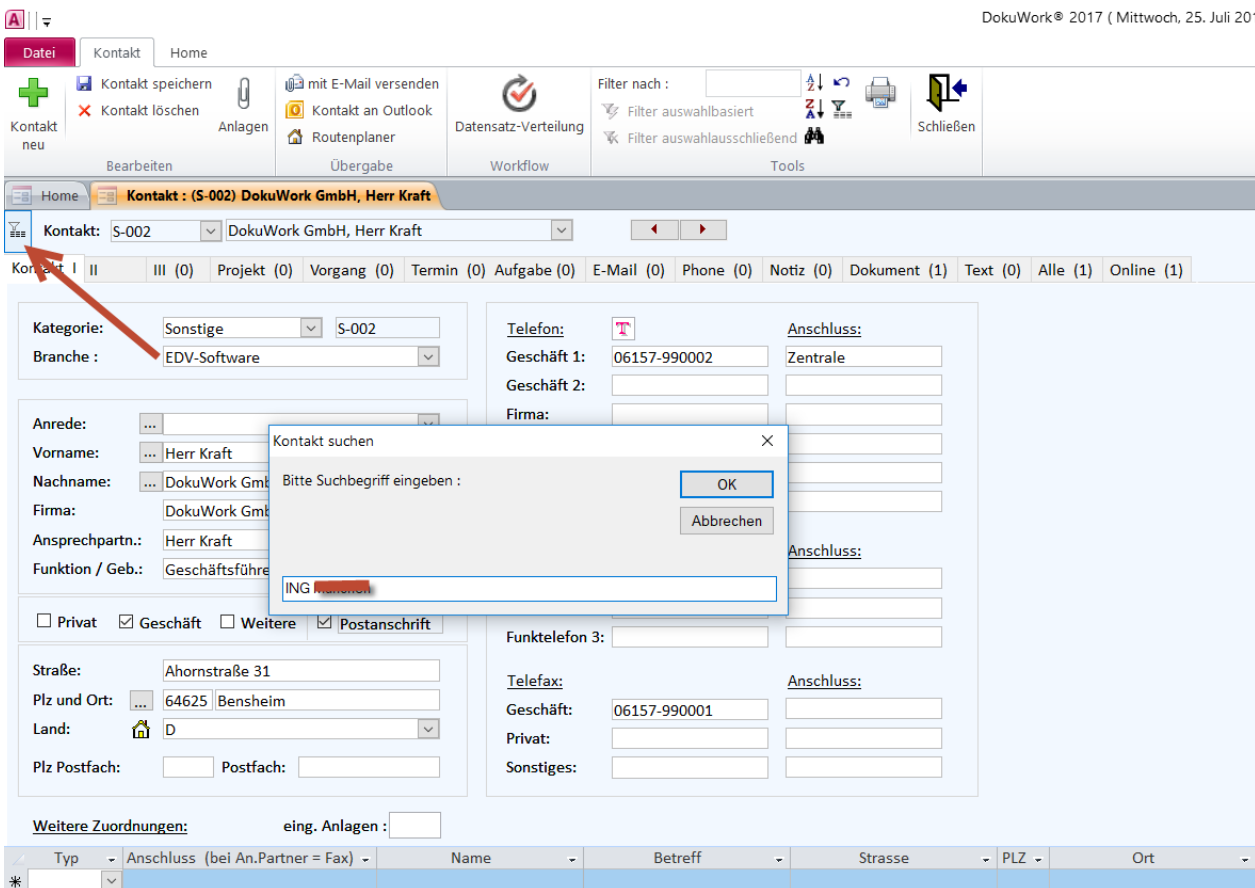 A
DokuWork® 2017 ( Mittwoch, 25. Juli 201
Datei Kontakt Home
Kontakt neu
Kontakt speichern
Kontakt löschen
Anlagen
Bearbeiten
mit E-Mail versenden
Kontakt an Outlook
Routenplaner
Übergabe
Datensatz-Verteilung
Workflow
Filter nach :
Filter auswahlbasiert
Filter auswahlausschließend
Schließen
Tools
Home Kontakt : (S-002) DokuWork GmbH, Herr Kraft
Kontakt: S-002 DokuWork GmbH, Herr Kraft
Kontakt I II III (0) Projekt (0) Vorgang (0) Termin (0) Aufgabe (0) E-Mail (0) Phone (0) Notiz (0) Dokument (1) Text (0) Alle (1) Online (1)
Kategorie: Sonstige S-002
Branche : EDV-Software
Anrede: ...
Vorname: ... Herr Kraft
Nachname: ... DokuWork Gmb
Firma: DokuWork Gmb
Ansprechpartn.: Herr Kraft
Funktion / Geb.: Geschäftsführe
Privat Geschäft Weitere Postanschrift
Straße: Ahornstraße 31
Plz und Ort: ... 64625 Bensheim
Land: D
Plz Postfach: Postfach:
Weitere Zuordnungen: eing. Anlagen :
Telefon: T Anschluss:
Geschäft 1: 06157-990002 Zentrale
Geschäft 2:
Firma:
Anschluss:
Funktelefon 3:
Telefax: Anschluss:
Geschäft: 06157-990001
Privat:
Sonstiges:
Kontakt suchen
Bitte Suchbegriff eingeben :
OK
Abbrechen
ING
Typ Anschluss (bei An.Partner = Fax) Name Betreff Strasse PLZ Ort